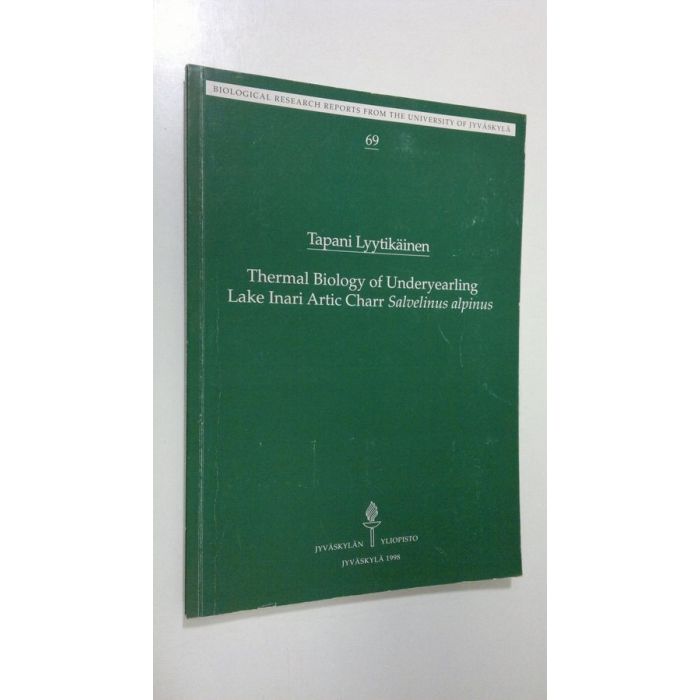 BIOLOGICAL RESEARCH REPORTS FROM THE UNIVERSITY OF JYVÄSKYLÄ
69
Tapani Lyytikäinen
Thermal Biology of Underyearling
Lake Inari Artic Charr Salvelinus alpinus
JYVÄSKYLÄN YLIOPISTO
JYVÄSKYLÄ 1998